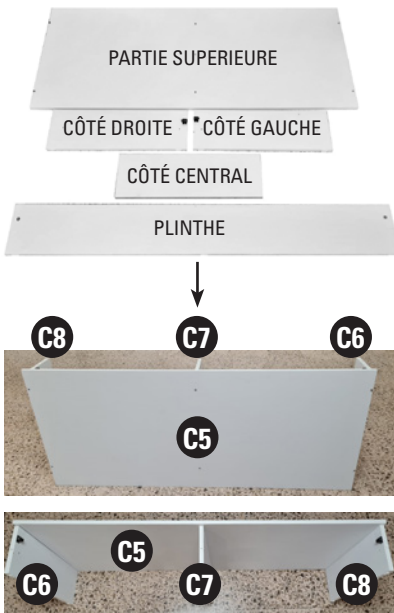 PARTIE SUPERIEURE
CÔTÉ DROITE CÔTÉ GAUCHE
CÔTÉ CENTRAL
PLINTHE
C8 C7 C6
C5
C5
C6 C7 C8